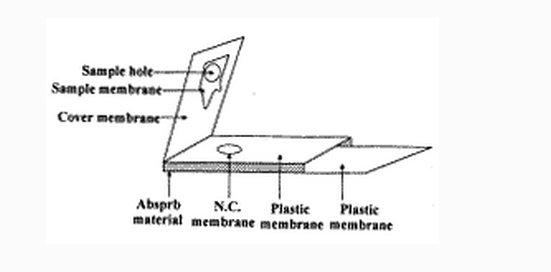 Sample hole
Sample membrane
Cover membrane
Absprb N.C. Plastic Plastic
material membrane membrane membrane